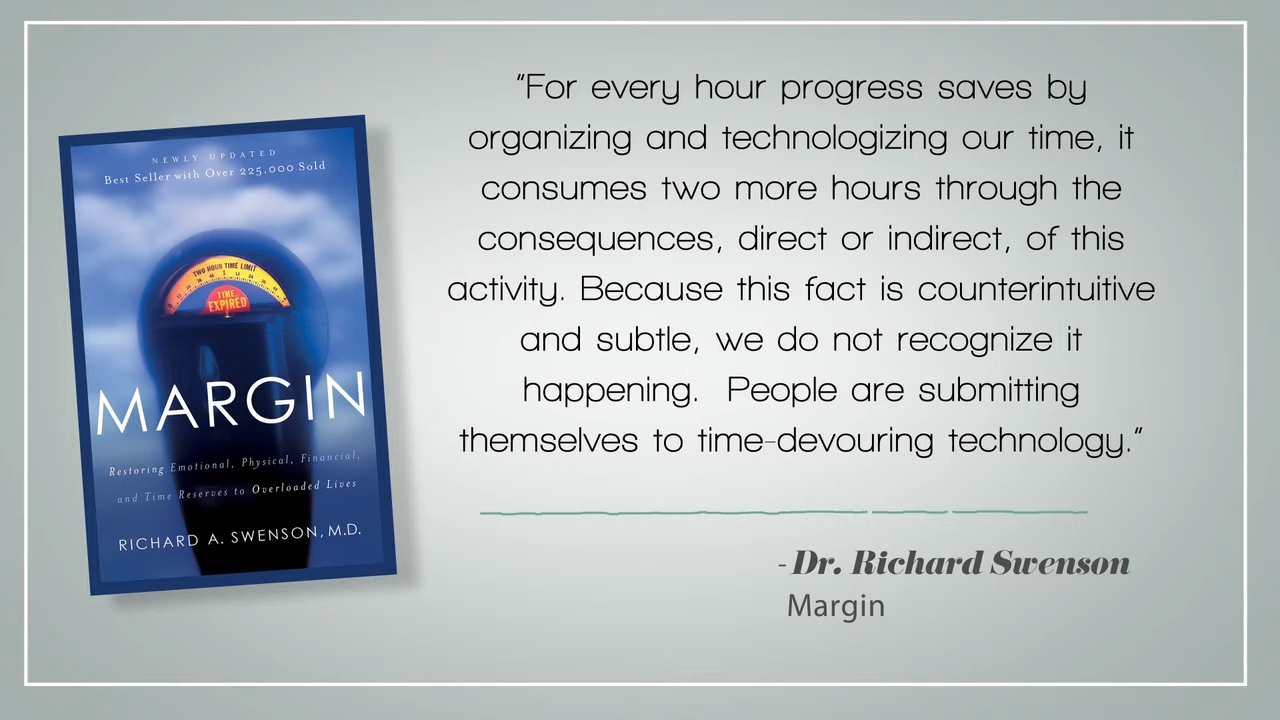 NEWLY UPDATED
Best Seller with Over 225,000 Sold
TWO HOUR TIME LIMIT
TIME
EXPIRED
MARGIN
Restoring Emotional, Physical, Financial,
and Time Reserves to Overloaded Lives
RICHARD A. SWENSON, M.D.
“For every hour progress saves by
organizing and technologizing our time, it
consumes two more hours through the
consequences, direct or indirect, of this
activity. Because this fact is counterintuitive
and subtle, we do not recognize it
happening.  People are submitting
themselves to time-devouring technology.”
-Dr. Richard Swenson
Margin